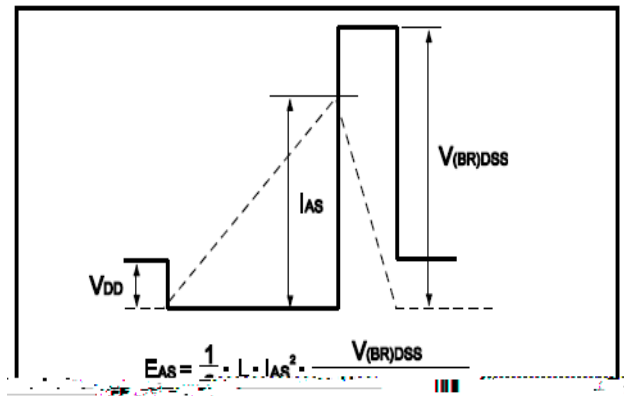 V(BR)DSS
IAS
VDD
EAS = 1 · L · IAS² · V(BR)DSS